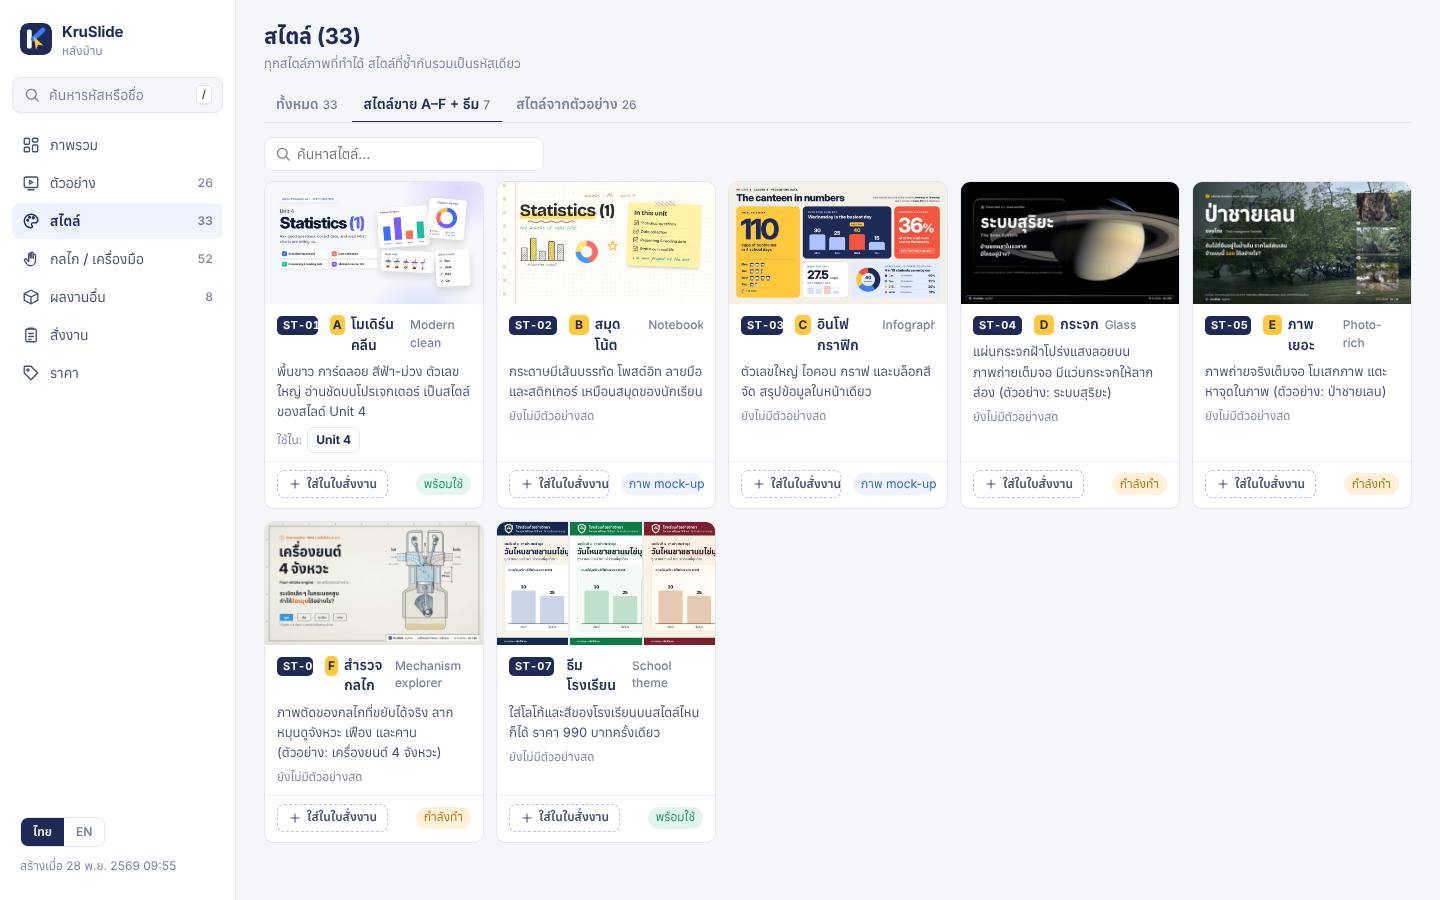 KruSlide
หลังบ้าน
ค้นหารหัสหรือชื่อ /
ภาพรวม
ตัวอย่าง 26
สไตล์ 33
กลไก / เครื่องมือ 52
ผลงานอื่น 8
สั่งงาน
ราคา
ไทย EN
สร้างเมื่อ 28 พ.ย. 2569 09:55
สไตล์ (33)
ทุกสไตล์ภาพที่ทำได้ สไตล์ที่ซ้ำกันรวมเป็นรหัสเดียว
ทั้งหมด 33 สไตล์ขาย A–F + ธีม 7 สไตล์จากตัวอย่าง 26
ค้นหาสไตล์...
Unit 4
Statistics (1)
ST-01 A โมเดิร์น คลีน Modern clean
พื้นขาว การ์ดลอย สีฟ้า-ม่วง ตัวเลข
ใหญ่ อ่านชัดบนโปรเจกเตอร์ เป็นสไตล์
ของสไลด์ Unit 4
ใช้ใน: Unit 4
ใส่ในใบสั่งงาน พร้อมใช้
Statistics (1)
In this unit
ST-02 B สมุด โน้ต Notebook
กระดาษมีเส้นบรรทัด โพสต์อิท ลายมือ
และสติกเกอร์ เหมือนสมุดของนักเรียน
ยังไม่มีตัวอย่างสด
ใส่ในใบสั่งงาน ภาพ mock-up
The canteen in numbers
110
Wednesday is the busiest day
30 25 40 15 20
36%
27.5
ST-03 C อินโฟ กราฟิก Infograph
ตัวเลขใหญ่ ไอคอน กราฟ และบล็อกสี
จัด สรุปข้อมูลในหน้าเดียว
ยังไม่มีตัวอย่างสด
ใส่ในใบสั่งงาน ภาพ mock-up
ระบบสุริยะ
ST-04 D กระจก Glass
แผ่นกระจกฝ้าโปร่งแสงลอยบน
ภาพถ่ายเต็มจอ มีแว่นกระจกให้ลาก
ส่อง (ตัวอย่าง: ระบบสุริยะ)
ยังไม่มีตัวอย่างสด
ใส่ในใบสั่งงาน กำลังทำ
ป่าชายเลน
ST-05 E ภาพ เยอะ Photo-rich
ภาพถ่ายจริงเต็มจอ โมเสกภาพ แตะ
หาจุดในภาพ (ตัวอย่าง: ป่าชายเลน)
ยังไม่มีตัวอย่างสด
ใส่ในใบสั่งงาน กำลังทำ
เครื่องยนต์
4 จังหวะ
ST-0 F สำรวจ กลไก Mechanism explorer
ภาพตัดของกลไกที่ขยับได้จริง ลาก
หมุนดูจังหวะ เฟือง และคาน
(ตัวอย่าง: เครื่องยนต์ 4 จังหวะ)
ยังไม่มีตัวอย่างสด
ใส่ในใบสั่งงาน กำลังทำ
วันไหนขายชานมไข่มุ
ST-07 ธีม โรงเรียน School theme
ใส่โลโก้และสีของโรงเรียนบนสไตล์ไหน
ก็ได้ ราคา 990 บาทครั้งเดียว
ยังไม่มีตัวอย่างสด
ใส่ในใบสั่งงาน พร้อมใช้